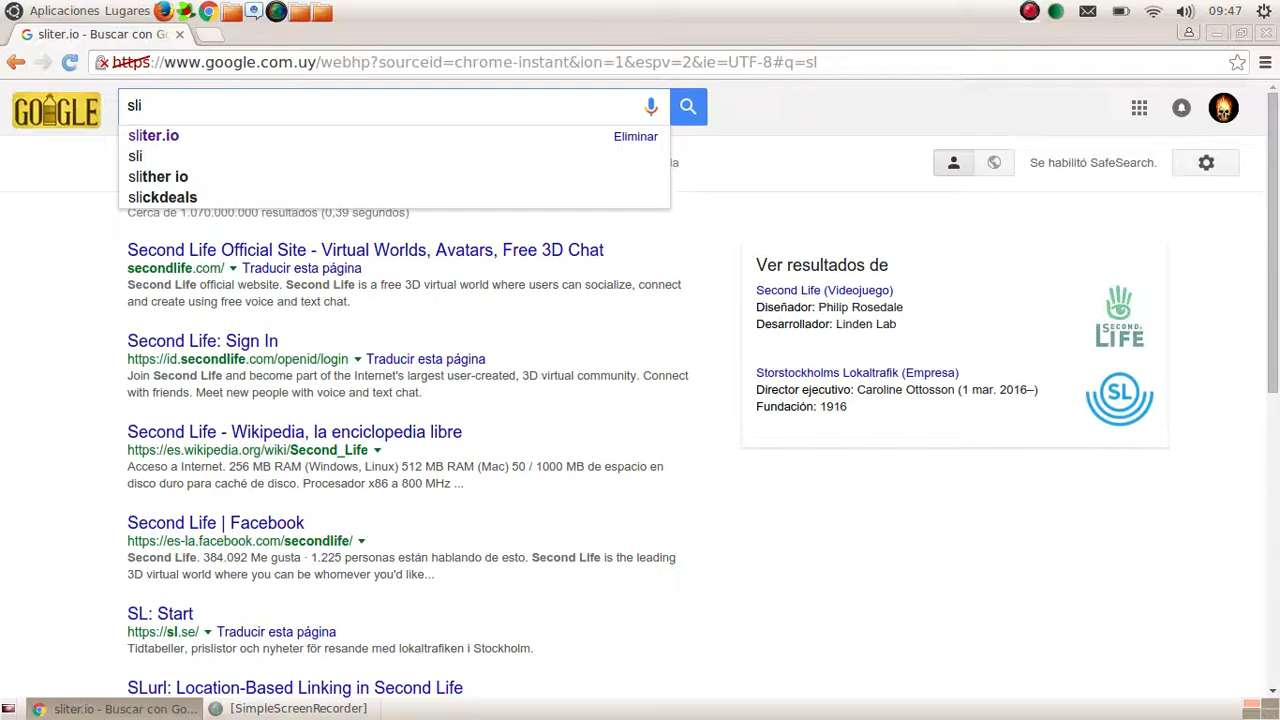 Aplicaciones Lugares 09:47
sliter.io - Buscar con Go
https://www.google.com.uy/webhp?sourceid=chrome-instant&ion=1&espv=2&ie=UTF-8#q=sl
GOOGLE
sli
sliter.io Eliminar
sli
slither io
slickdeals
Se habilitó SafeSearch.
Cerca de 1.070.000.000 resultados (0,39 segundos)
Second Life Official Site - Virtual Worlds, Avatars, Free 3D Chat
secondlife.com/ Traducir esta página
Second Life official website. Second Life is a free 3D virtual world where users can socialize, connect
and create using free voice and text chat.
Second Life: Sign In
https://id.secondlife.com/openid/login Traducir esta página
Join Second Life and become part of the Internet's largest user-created, 3D virtual community. Connect
with friends. Meet new people with voice and text chat.
Second Life - Wikipedia, la enciclopedia libre
https://es.wikipedia.org/wiki/Second_Life
Acceso a Internet. 256 MB RAM (Windows, Linux) 512 MB RAM (Mac) 50 / 1000 MB de espacio en
disco duro para caché de disco. Procesador x86 a 800 MHz ...
Second Life | Facebook
https://es-la.facebook.com/secondlife/
Second Life. 384.092 Me gusta · 1.225 personas están hablando de esto. Second LIfe is the leading
3D virtual world where you can be whomever you'd like...
SL: Start
https://sl.se/ Traducir esta página
Tidtabeller, prislistor och nyheter för resande med lokaltrafiken i Stockholm.
SLurl: Location-Based Linking in Second Life
Ver resultados de
Second Life (Videojuego)
Diseñador: Philip Rosedale
Desarrollador: Linden Lab
SECOND LIFE
Storstockholms Lokaltrafik (Empresa)
Director ejecutivo: Caroline Ottosson (1 mar. 2016–)
Fundación: 1916
SL
sliter.io - Buscar con Go... [SimpleScreenRecorder]